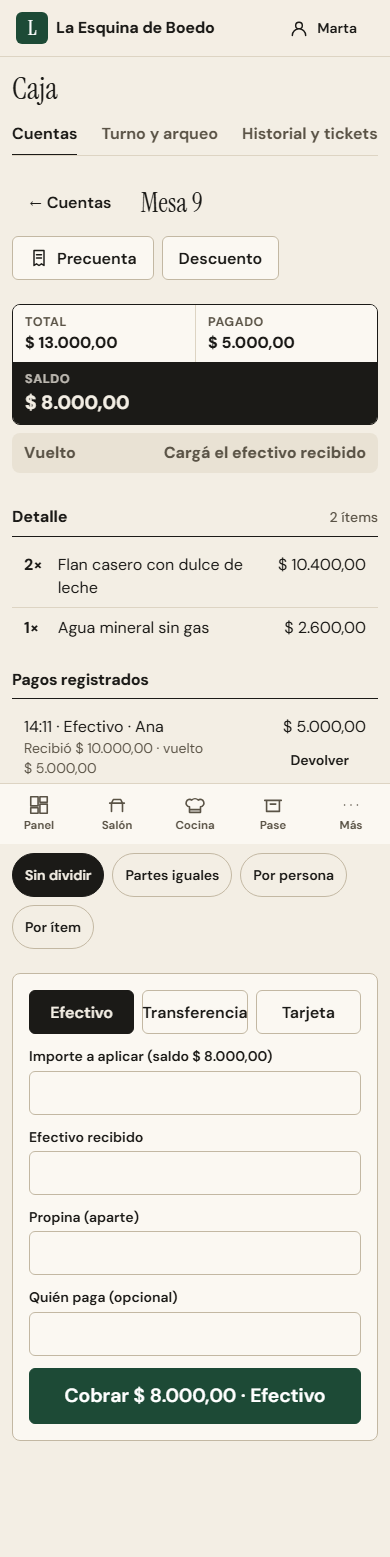 L La Esquina de Boedo Marta
Caja
Cuentas Turno y arqueo Historial y tickets
← Cuentas Mesa 9
Precuenta Descuento
TOTAL PAGADO
$ 13.000,00 $ 5.000,00
SALDO
$ 8.000,00
Vuelto Cargá el efectivo recibido
Detalle 2 ítems
2× Flan casero con dulce de leche $ 10.400,00
1× Agua mineral sin gas $ 2.600,00
Pagos registrados
14:11 · Efectivo · Ana $ 5.000,00
Recibió $ 10.000,00 · vuelto
$ 5.000,00 Devolver
Panel Salón Cocina Pase Más
Sin dividir Partes iguales Por persona
Por ítem
Efectivo Transferencia Tarjeta
Importe a aplicar (saldo $ 8.000,00)
Efectivo recibido
Propina (aparte)
Quién paga (opcional)
Cobrar $ 8.000,00 · Efectivo